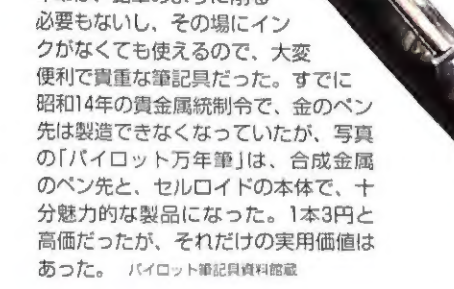 必要もないし、その場にイン
クがなくても使えるので、大変
便利で貴重な筆記具だった。すでに
昭和14年の貴金属統制令で、金のペン
先は製造できなくなっていたが、写真
の「パイロット万年筆」は、合成金属
のペン先と、セルロイドの本体で、十
分魅力的な製品になった。1本3円と
高価だったが、それだけの実用価値は
あった。 パイロット筆記具資料館蔵